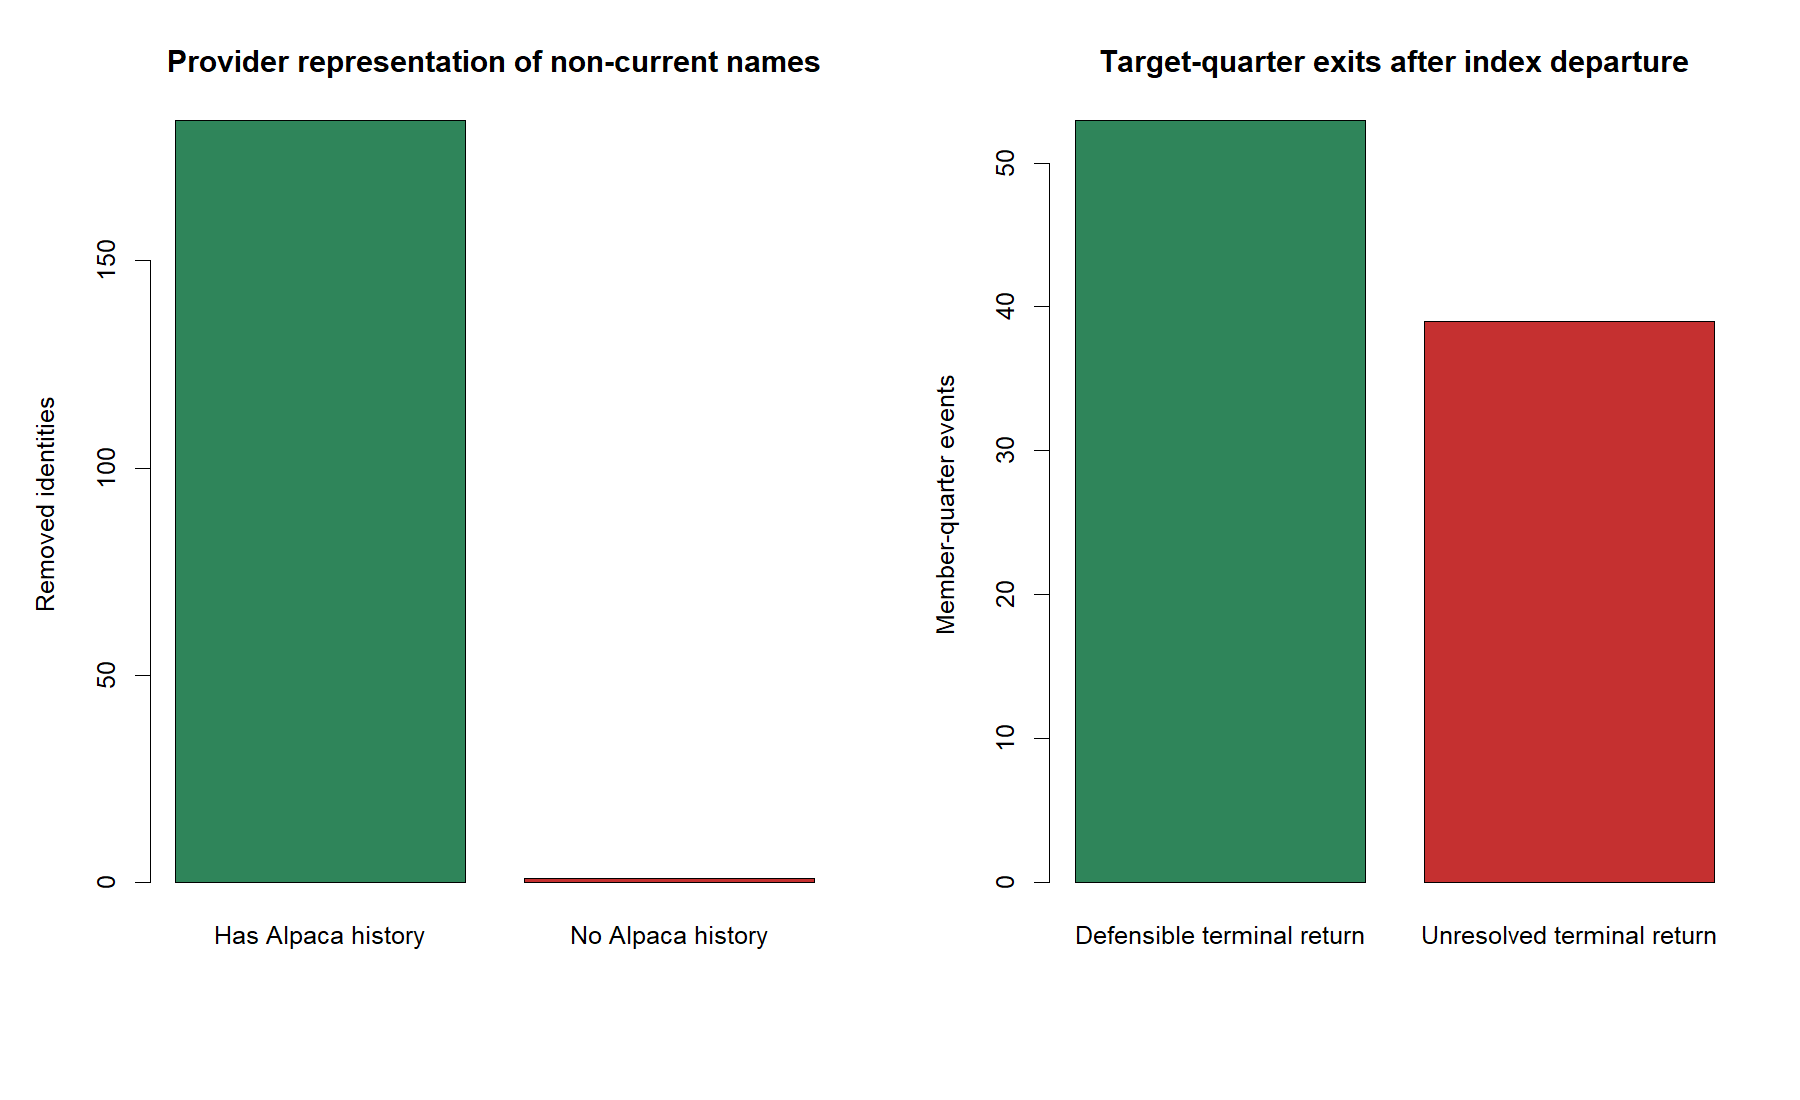 Provider representation of non-current names
Removed identities
150
100
50
0
Has Alpaca history
No Alpaca history
Target-quarter exits after index departure
Member-quarter events
50
40
30
20
10
0
Defensible terminal return
Unresolved terminal return